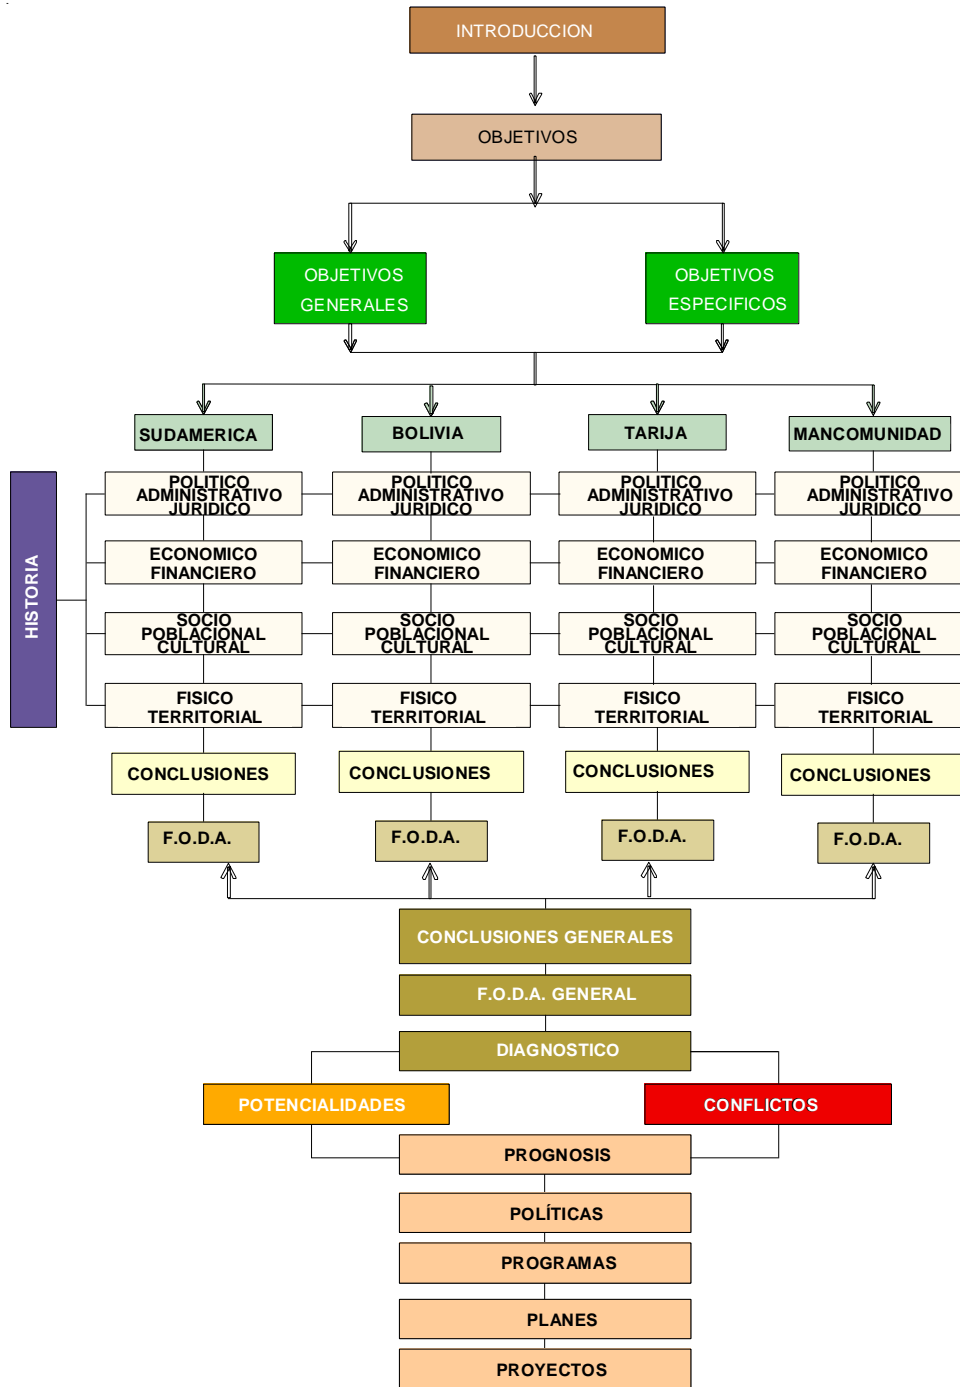 INTRODUCCION
OBJETIVOS
OBJETIVOS
GENERALES
OBJETIVOS
ESPECIFICOS
SUDAMERICA
BOLIVIA
TARIJA
MANCOMUNIDAD
HISTORIA
POLITICO
ADMINISTRATIVO
JURIDICO
POLITICO
ADMINISTRATIVO
JURIDICO
POLITICO
ADMINISTRATIVO
JURIDICO
POLITICO
ADMINISTRATIVO
JURIDICO
ECONOMICO
FINANCIERO
ECONOMICO
FINANCIERO
ECONOMICO
FINANCIERO
ECONOMICO
FINANCIERO
SOCIO
POBLACIONAL
CULTURAL
SOCIO
POBLACIONAL
CULTURAL
SOCIO
POBLACIONAL
CULTURAL
SOCIO
POBLACIONAL
CULTURAL
FISICO
TERRITORIAL
FISICO
TERRITORIAL
FISICO
TERRITORIAL
FISICO
TERRITORIAL
CONCLUSIONES
CONCLUSIONES
CONCLUSIONES
CONCLUSIONES
F.O.D.A.
F.O.D.A.
F.O.D.A.
F.O.D.A.
CONCLUSIONES GENERALES
F.O.D.A. GENERAL
DIAGNOSTICO
POTENCIALIDADES
CONFLICTOS
PROGNOSIS
POLÍTICAS
PROGRAMAS
PLANES
PROYECTOS